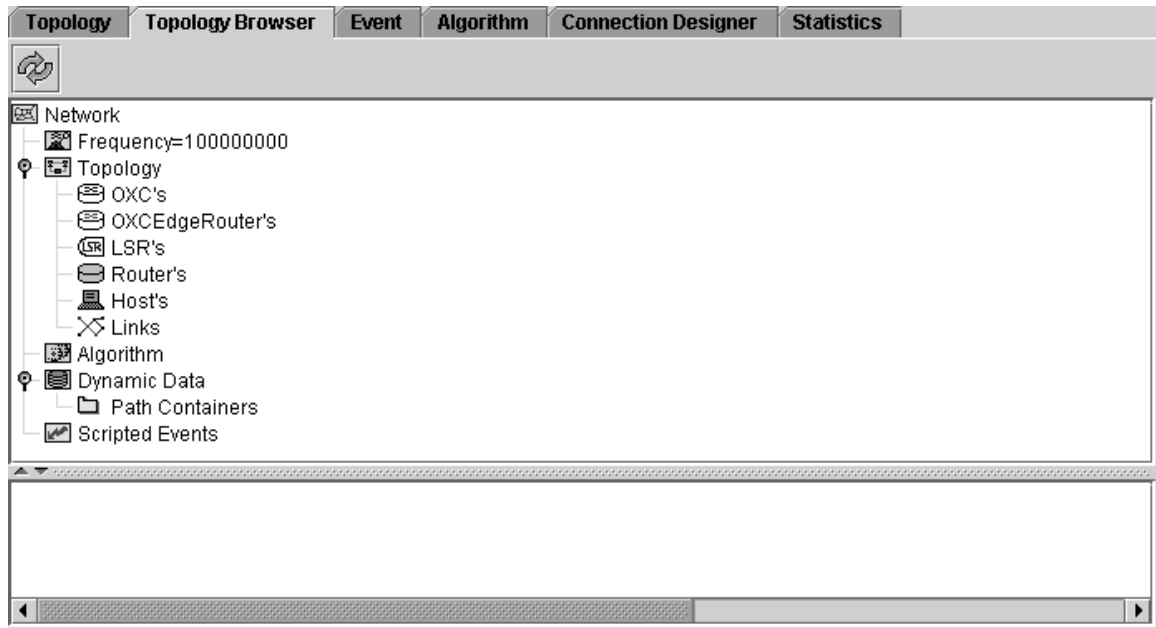 Topology Topology Browser Event Algorithm Connection Designer Statistics
Network
Frequency=100000000
Topology
OXC's
OXCEdgeRouter's
LSR LSR's
Router's
Host's
Links
Algorithm
Dynamic Data
Path Containers
Scripted Events